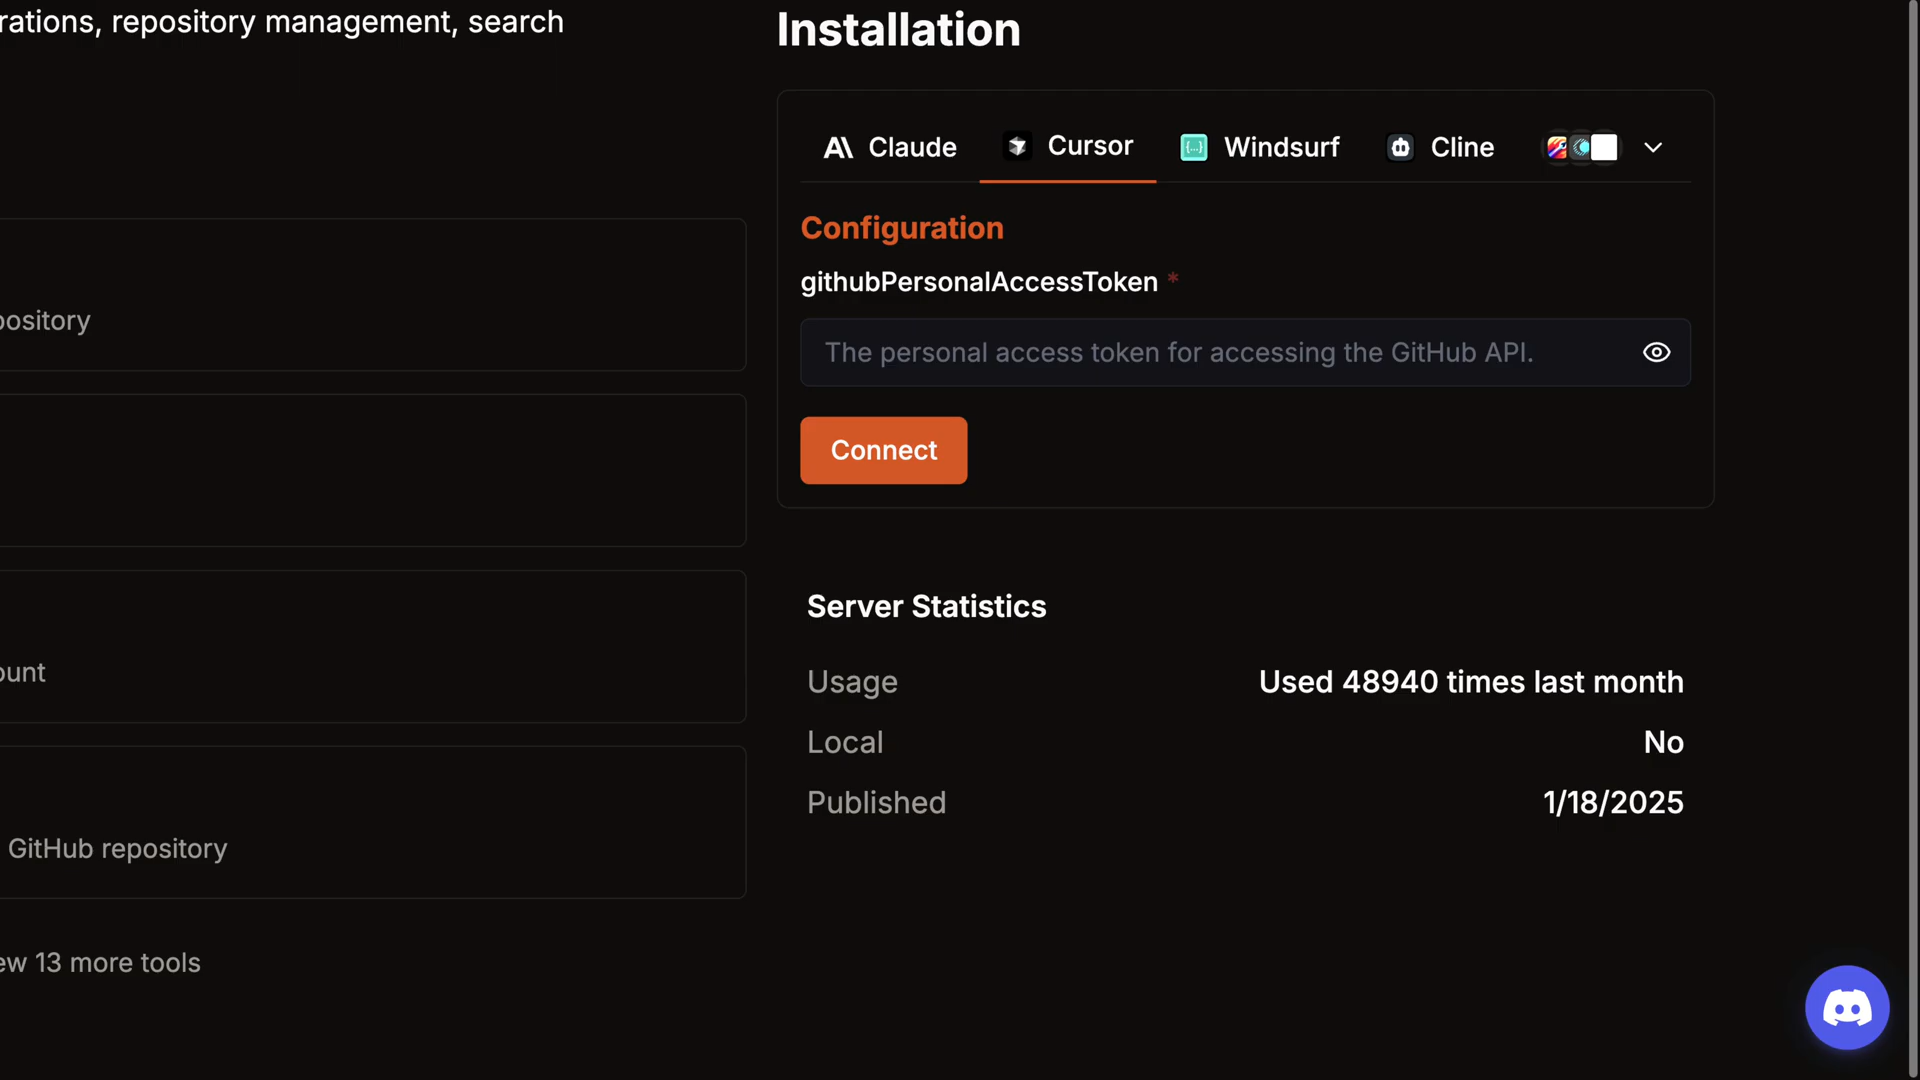 rations, repository management, search
pository
ount
GitHub repository
ew 13 more tools
Installation
Claude
Cursor
Windsurf
Cline
Configuration
githubPersonalAccessToken *
The personal access token for accessing the GitHub API.
Connect
Server Statistics
Usage Used 48940 times last month
Local No
Published 1/18/2025